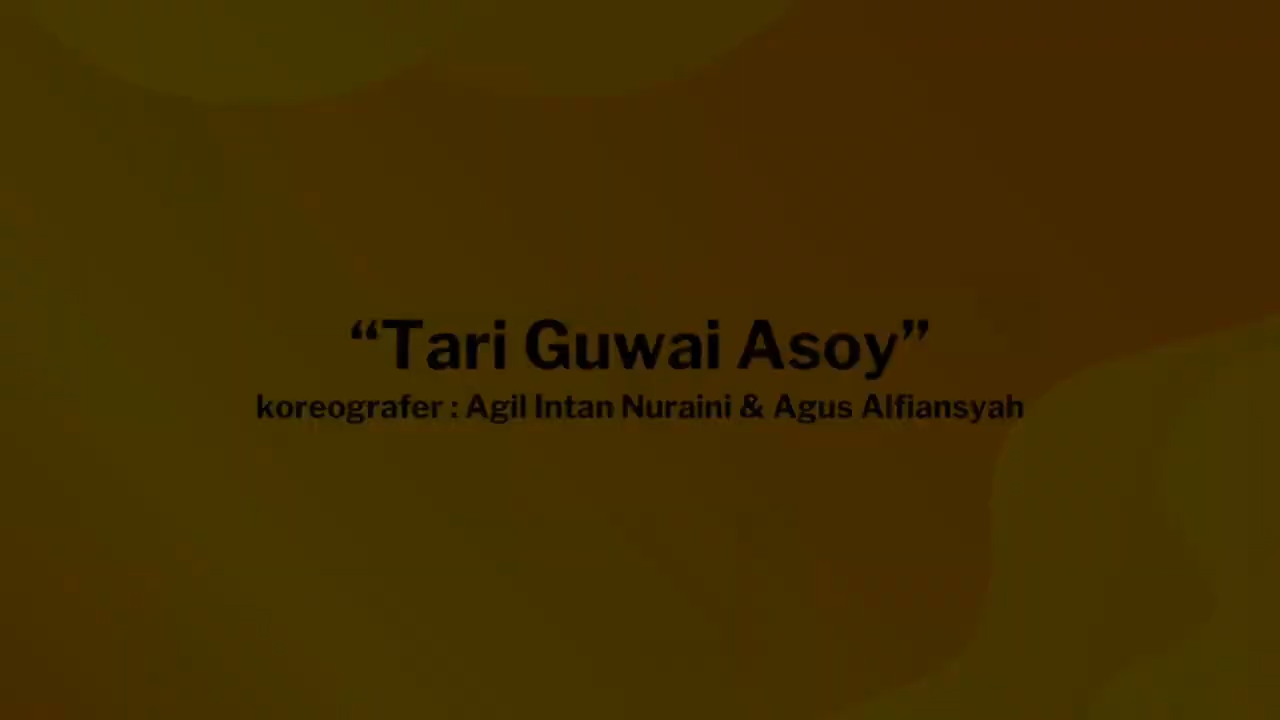 “Tari Guwai Asoy”
koreografer : Agil Intan Nuraini & Agus Alfiansyah